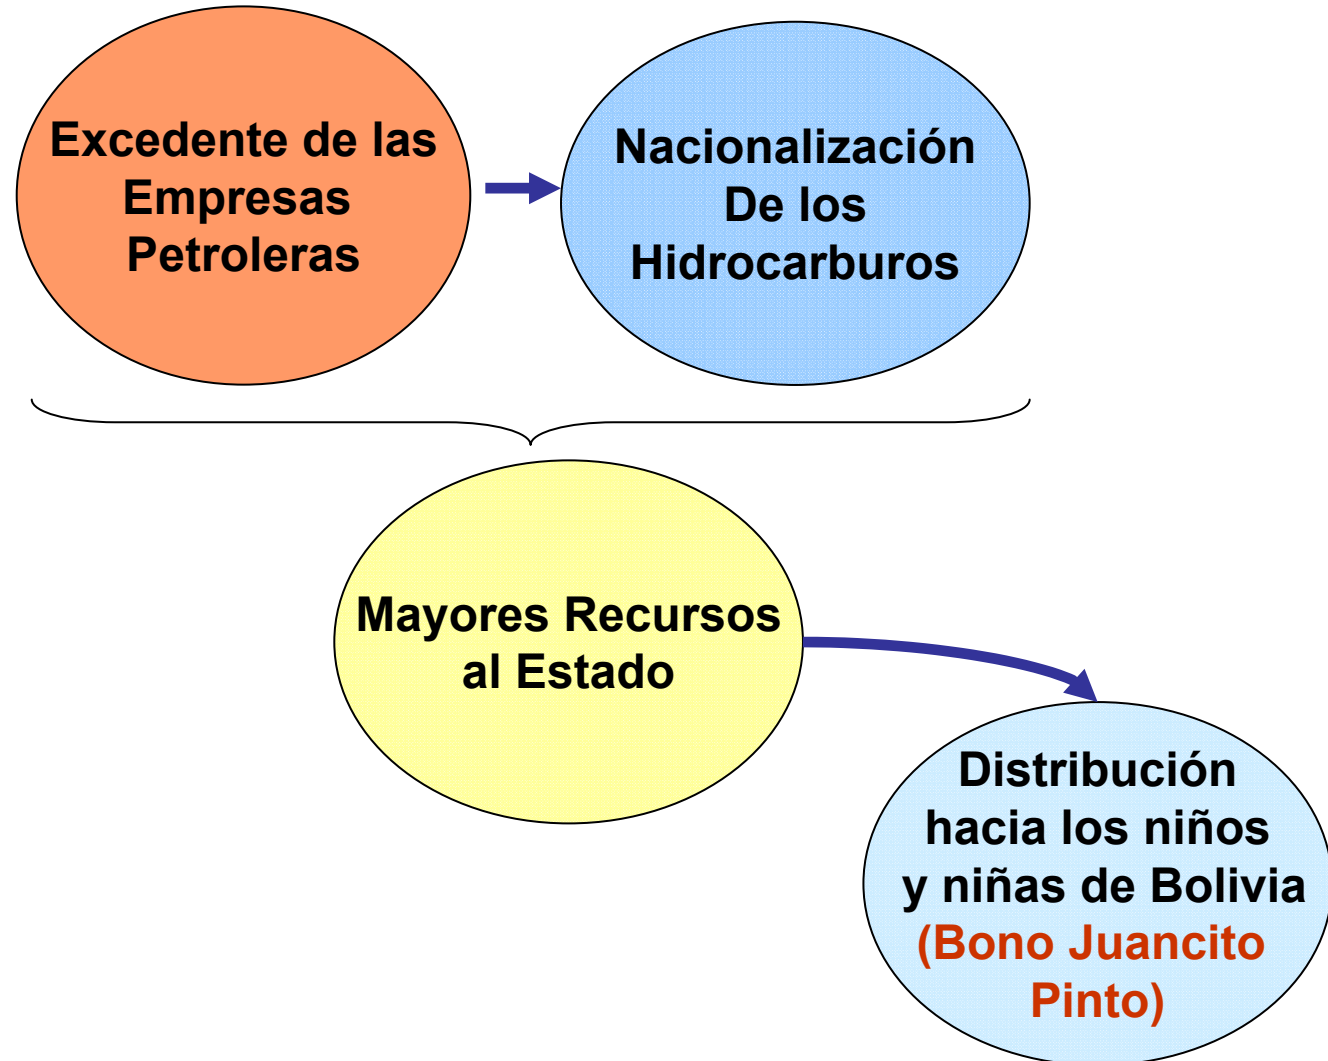 Excedente de las
Empresas
Petroleras
Nacionalización
De los
Hidrocarburos
Mayores Recursos
al Estado
Distribución
hacia los niños
y niñas de Bolivia
(Bono Juancito
Pinto)